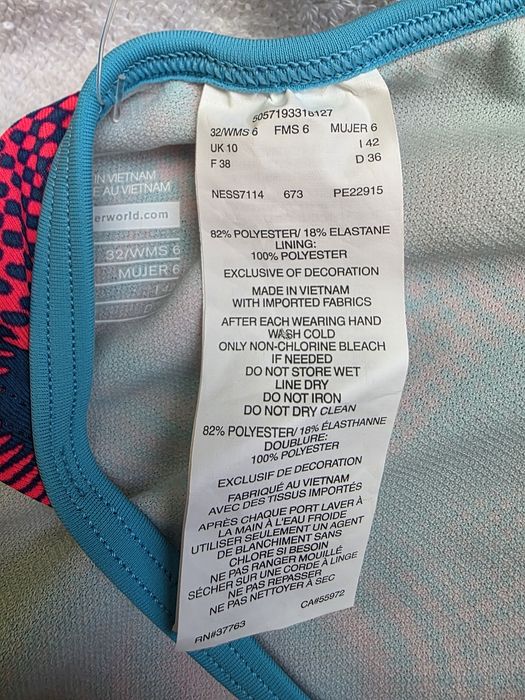 5057193318127
32/WMS 6 FMS 6 MUJER 6
UK 10 I 42
F 38 D 36
NESS7114 673 PE22915
82% POLYESTER/ 18% ELASTANE
LINING:
100% POLYESTER
EXCLUSIVE OF DECORATION
MADE IN VIETNAM
WITH IMPORTED FABRICS
AFTER EACH WEARING HAND
WASH COLD
ONLY NON-CHLORINE BLEACH
IF NEEDED
DO NOT STORE WET
LINE DRY
DO NOT IRON
DO NOT DRY CLEAN
82% POLYESTER/ 18% ÉLASTHANNE
DOUBLURE:
100% POLYESTER
EXCLUSIF DE DECORATION
FABRIQUÉ AU VIETNAM
AVEC DES TISSUS IMPORTÉS
APRÈS CHAQUE PORT LAVER À
LA MAIN À L'EAU FROIDE
UTILISER SEULEMENT UN AGENT
DE BLANCHIMENT SANS
CHLORE SI BESOIN
NE PAS RANGER MOUILLÉ
SÉCHER SUR UNE CORDE À LINGE
NE PAS REPASSER
NE PAS NETTOYER À SEC
RN#37763 CA#55972
IN VIETNAM
AU VIETNAM
erworld.com
32/WMS 6
MUJER 6